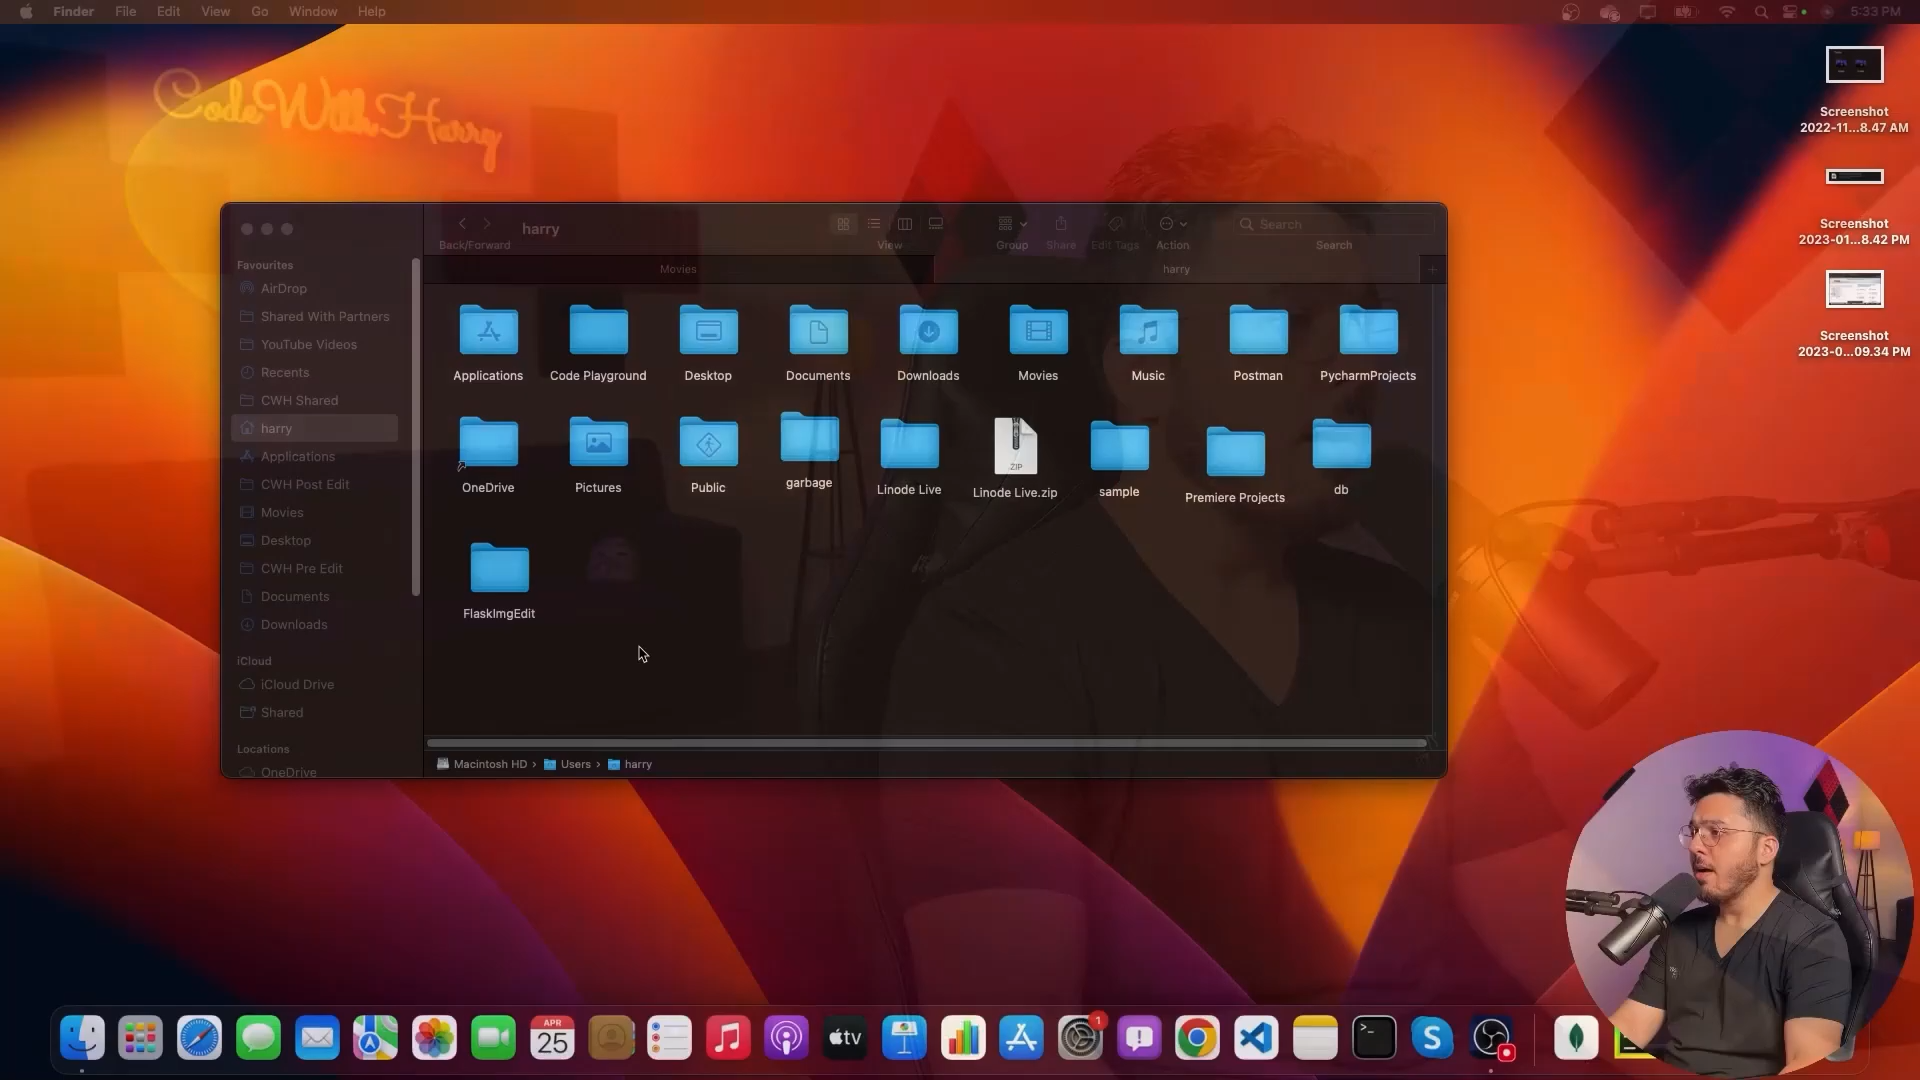 Finder File Edit View Go Window Help
5:33 PM
CodeWithHarry
Screenshot
2022-11...8.47 AM
Screenshot
2023-01...8.42 PM
Screenshot
2023-0...09.34 PM
harry
Back/Forward
View
Group
Share
Edit Tags
Action
Search
Search
Movies
harry
Favourites
AirDrop
Shared With Partners
YouTube Videos
Recents
CWH Shared
harry
Applications
CWH Post Edit
Movies
Desktop
CWH Pre Edit
Documents
Downloads
iCloud
iCloud Drive
Shared
Locations
OneDrive
Applications
Code Playground
Desktop
Documents
Downloads
Movies
Music
Postman
PycharmProjects
OneDrive
Pictures
Public
garbage
Linode Live
ZIP
Linode Live.zip
sample
Premiere Projects
db
FlaskImgEdit
Macintosh HD › Users › harry
APR
25
tv
1